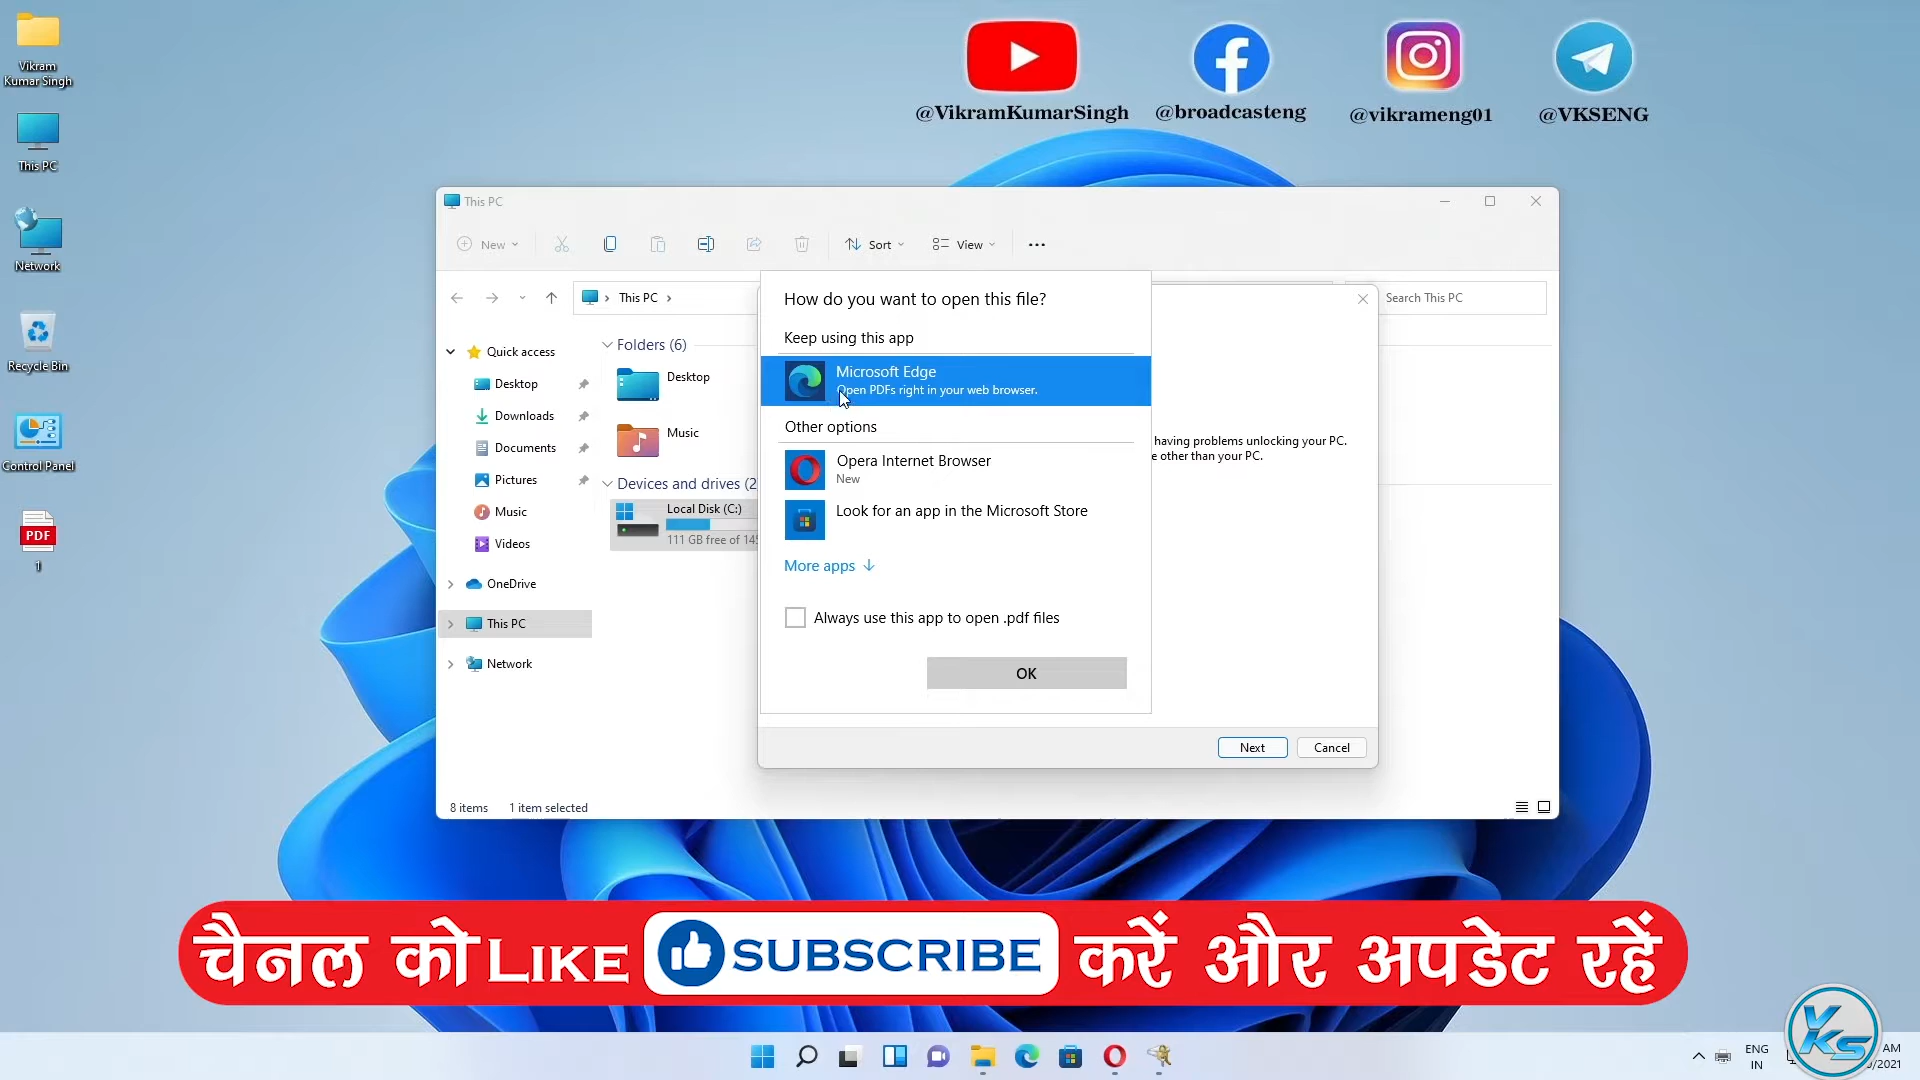 Vikram
Kumar Singh
This PC
Network
Recycle Bin
Control Panel
PDF
1
@VikramKumarSingh
@broadcasteng
@vikrameng01
@VKSENG
This PC
New
Sort
View
This PC
Search This PC
Quick access
Desktop
Downloads
Documents
Pictures
Music
Videos
OneDrive
This PC
Network
Folders (6)
Desktop
Music
Devices and drives (2
Local Disk (C:)
111 GB free of 145
8 items
1 item selected
How do you want to open this file?
Keep using this app
Microsoft Edge
Open PDFs right in your web browser.
Other options
Opera Internet Browser
New
Look for an app in the Microsoft Store
More apps
Always use this app to open .pdf files
OK
having problems unlocking your PC.
e other than your PC.
Next
Cancel
चैनल को LIKE SUBSCRIBE करें और अपडेट रहें
ENG
IN
AM
/2021
VKS